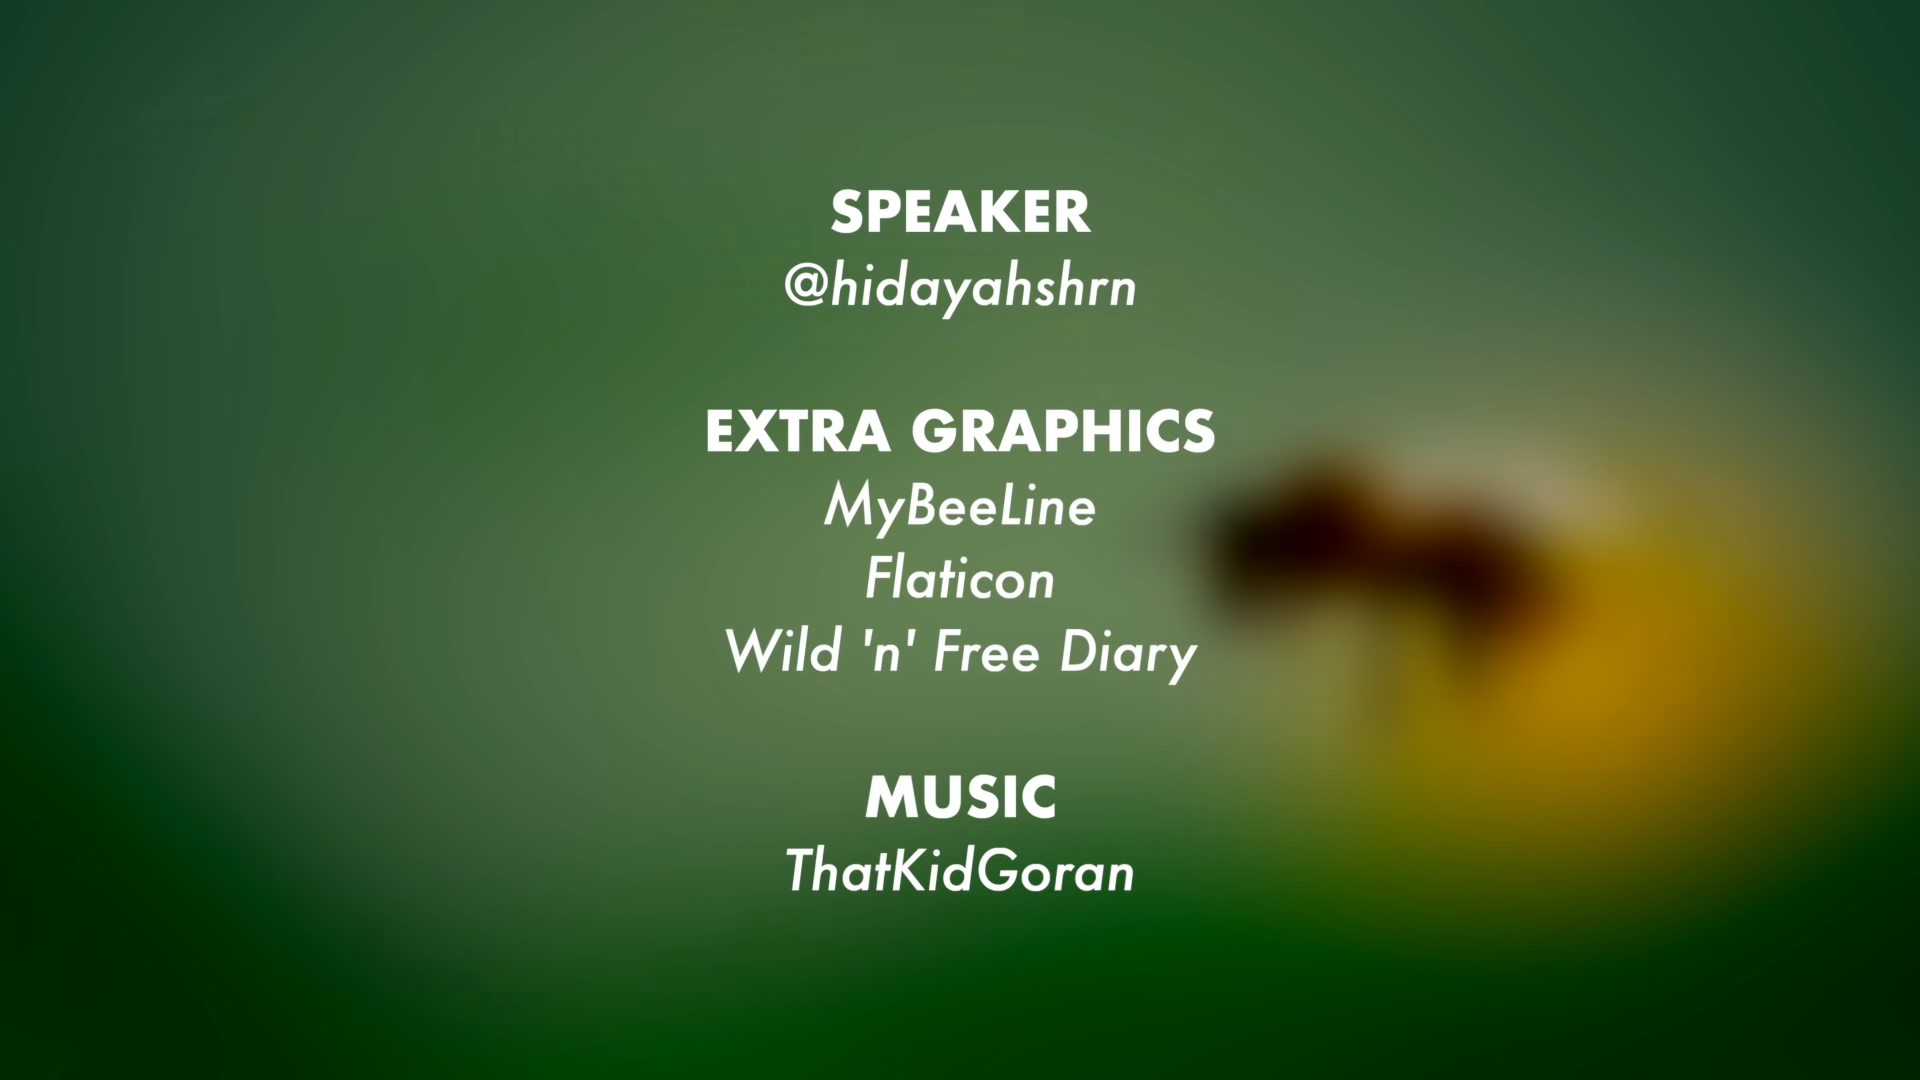 SPEAKER
@hidayahshrn
EXTRA GRAPHICS
MyBeeLine
Flaticon
Wild 'n' Free Diary
MUSIC
ThatKidGoran